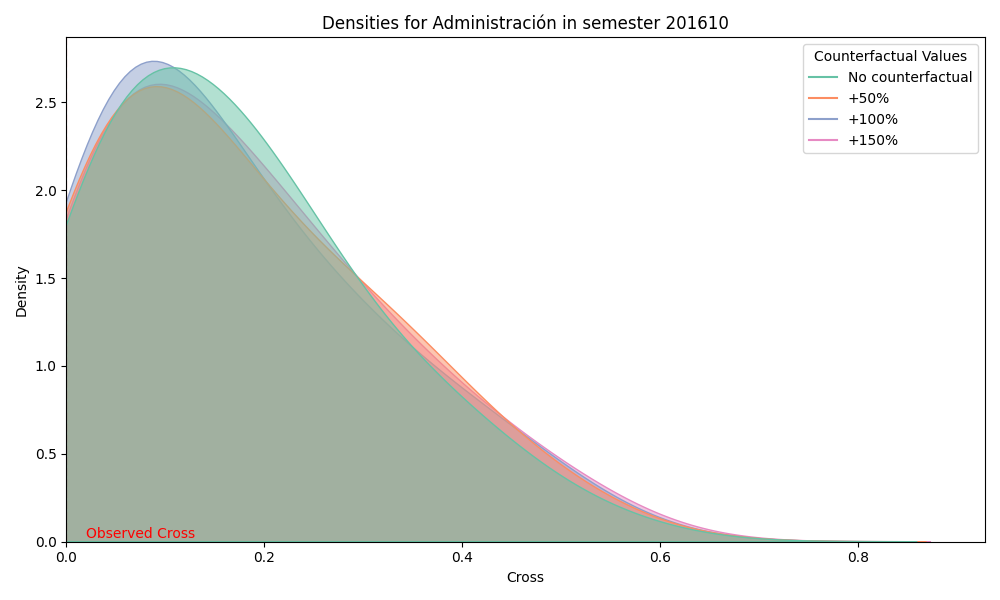 Densities for Administración in semester 201610
Counterfactual Values
No counterfactual
+50%
+100%
+150%
Density
2.5
2.0
1.5
1.0
0.5
0.0
Observed Cross
0.0 0.2 0.4 0.6 0.8
Cross